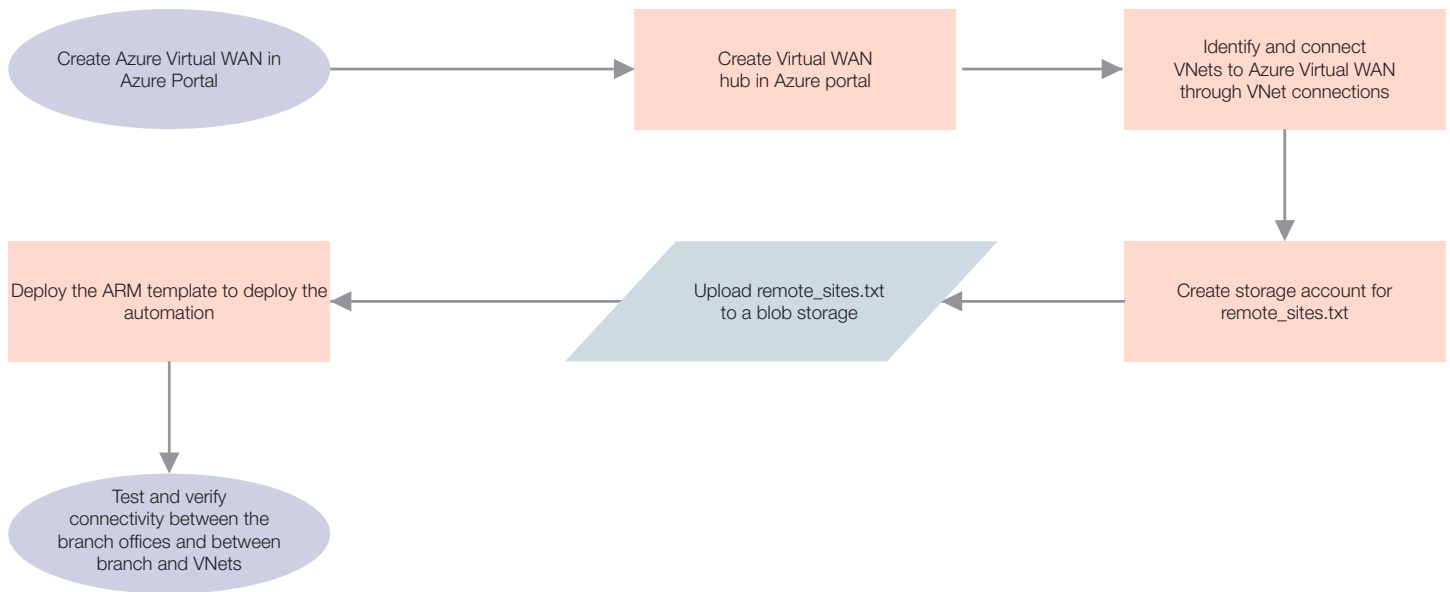 Create Azure Virtual WAN in
Azure Portal
Create Virtual WAN
hub in Azure portal
Identify and connect
VNets to Azure Virtual WAN
through VNet connections
Create storage account for
remote_sites.txt
Upload remote_sites.txt
to a blob storage
Deploy the ARM template to deploy the
automation
Test and verify
connectivity between the
branch offices and between
branch and VNets